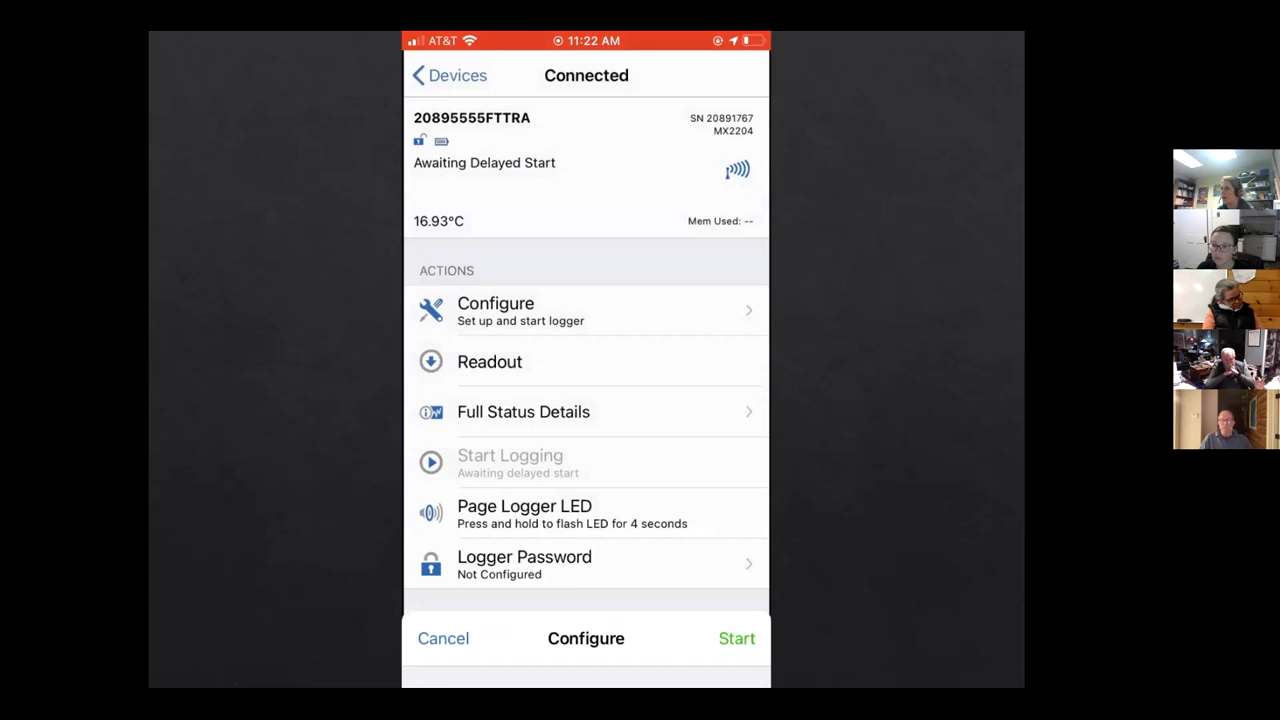 AT&T 11:22 AM
Devices Connected
20895555FTTRA SN 20891767
MX2204
Awaiting Delayed Start
16.93°C Mem Used: --
ACTIONS
Configure
Set up and start logger
Readout
Full Status Details
Start Logging
Awaiting delayed start
Page Logger LED
Press and hold to flash LED for 4 seconds
Logger Password
Not Configured
Cancel Configure Start